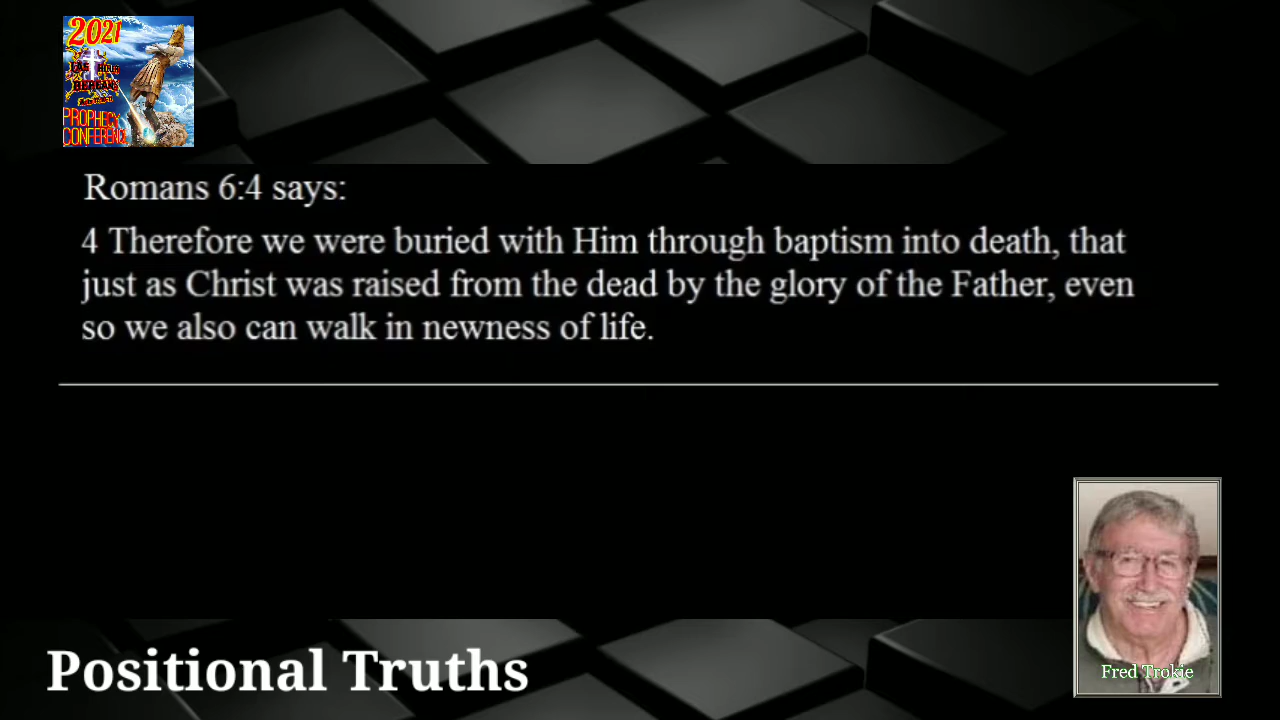 2021
PROPHECY
CONFERENCE
Romans 6:4 says:
4 Therefore we were buried with Him through baptism into death, that
just as Christ was raised from the dead by the glory of the Father, even
so we also can walk in newness of life.
Positional Truths
Fred Trokie